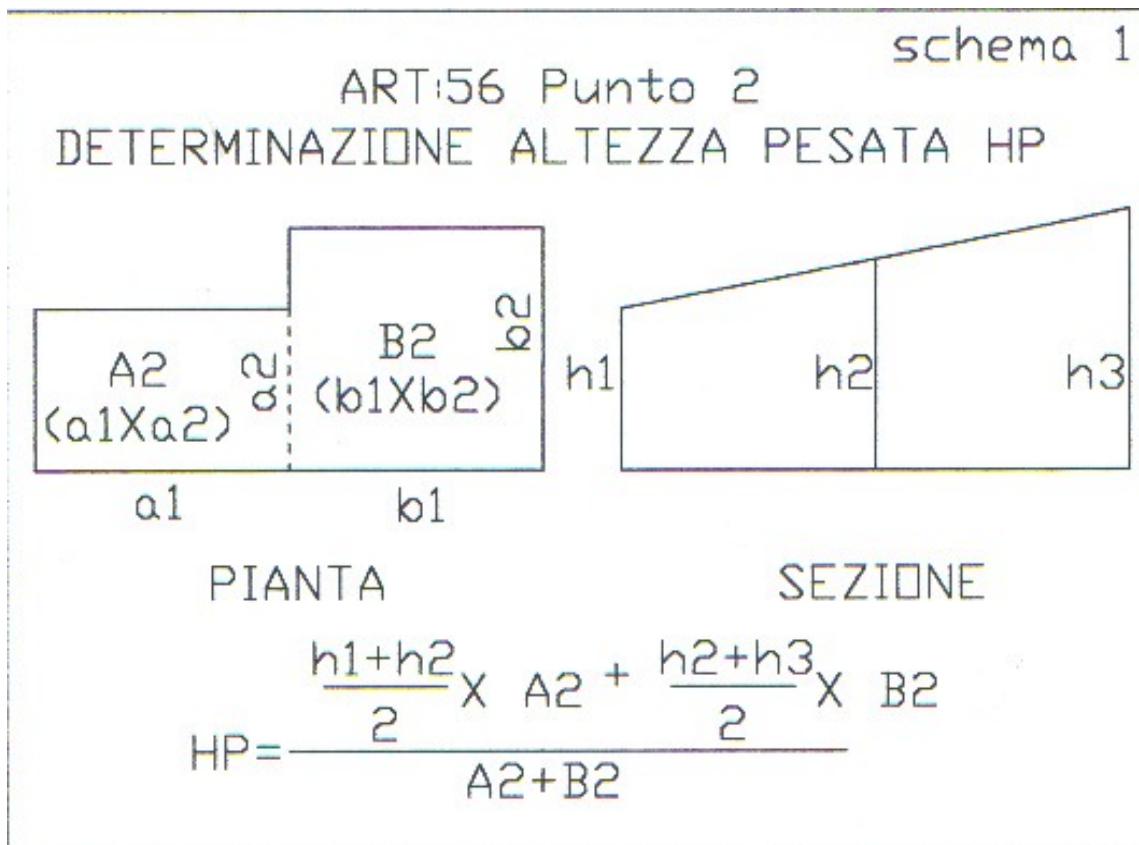 schema 1
ART:56 Punto 2
DETERMINAZIONE ALTEZZA PESATA HP
A2
(a1Xa2)
a2
B2
(b1Xb2)
b2
a1
b1
h1
h2
h3
PIANTA
SEZIONE
HP= h1+h2/2 X A2 + h2+h3/2 X B2
A2+B2